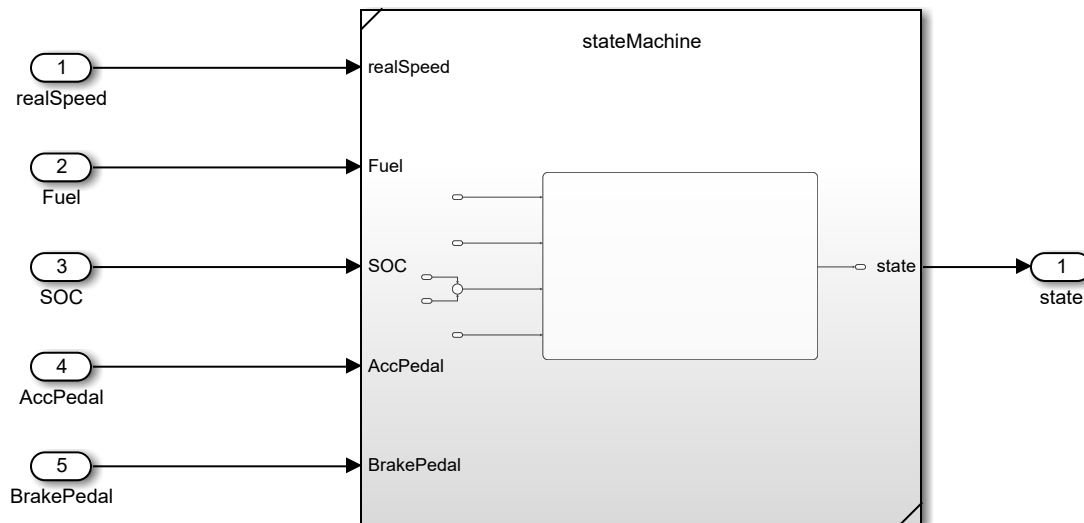 stateMachine
1
realSpeed
realSpeed
2
Fuel
Fuel
3
SOC
SOC
state
1
state
4
AccPedal
AccPedal
5
BrakePedal
BrakePedal